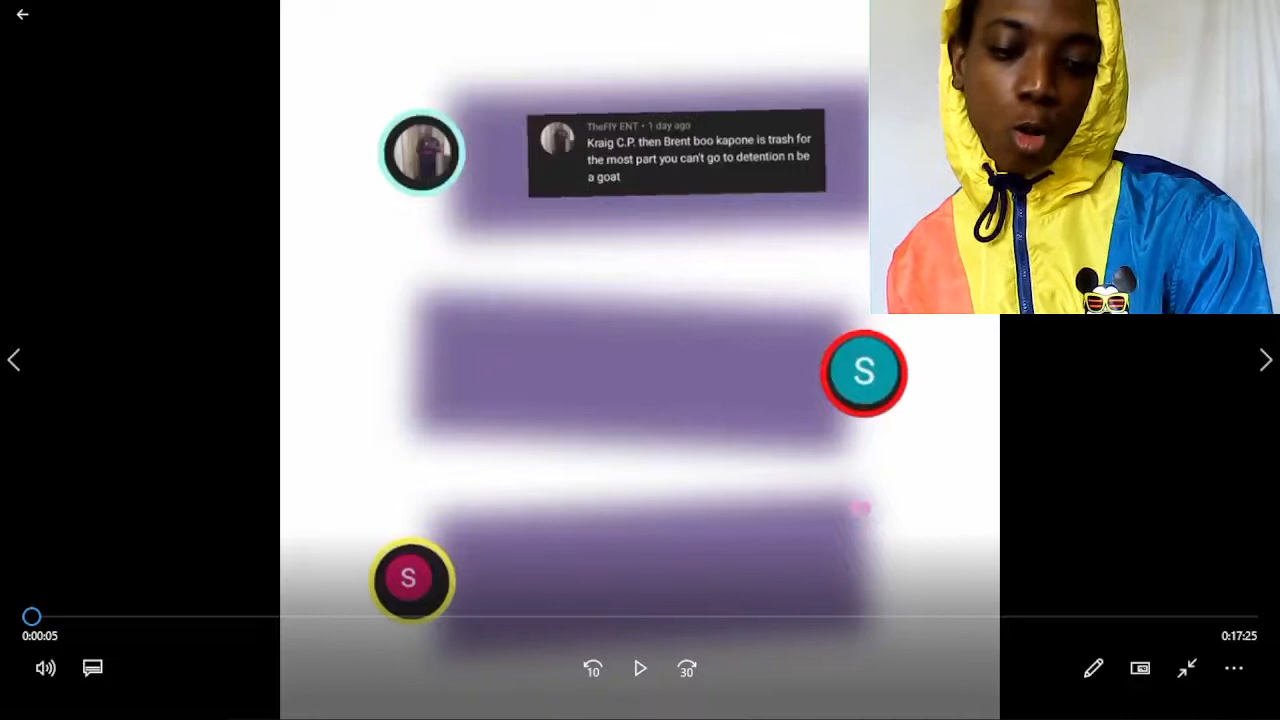 TheFIY ENT • 1 day ago
Kraig C.P. then Brent boo kapone is trash for
the most part you can't go to detention n be
a goat
S
S
0:00:05
0:17:25
10
30